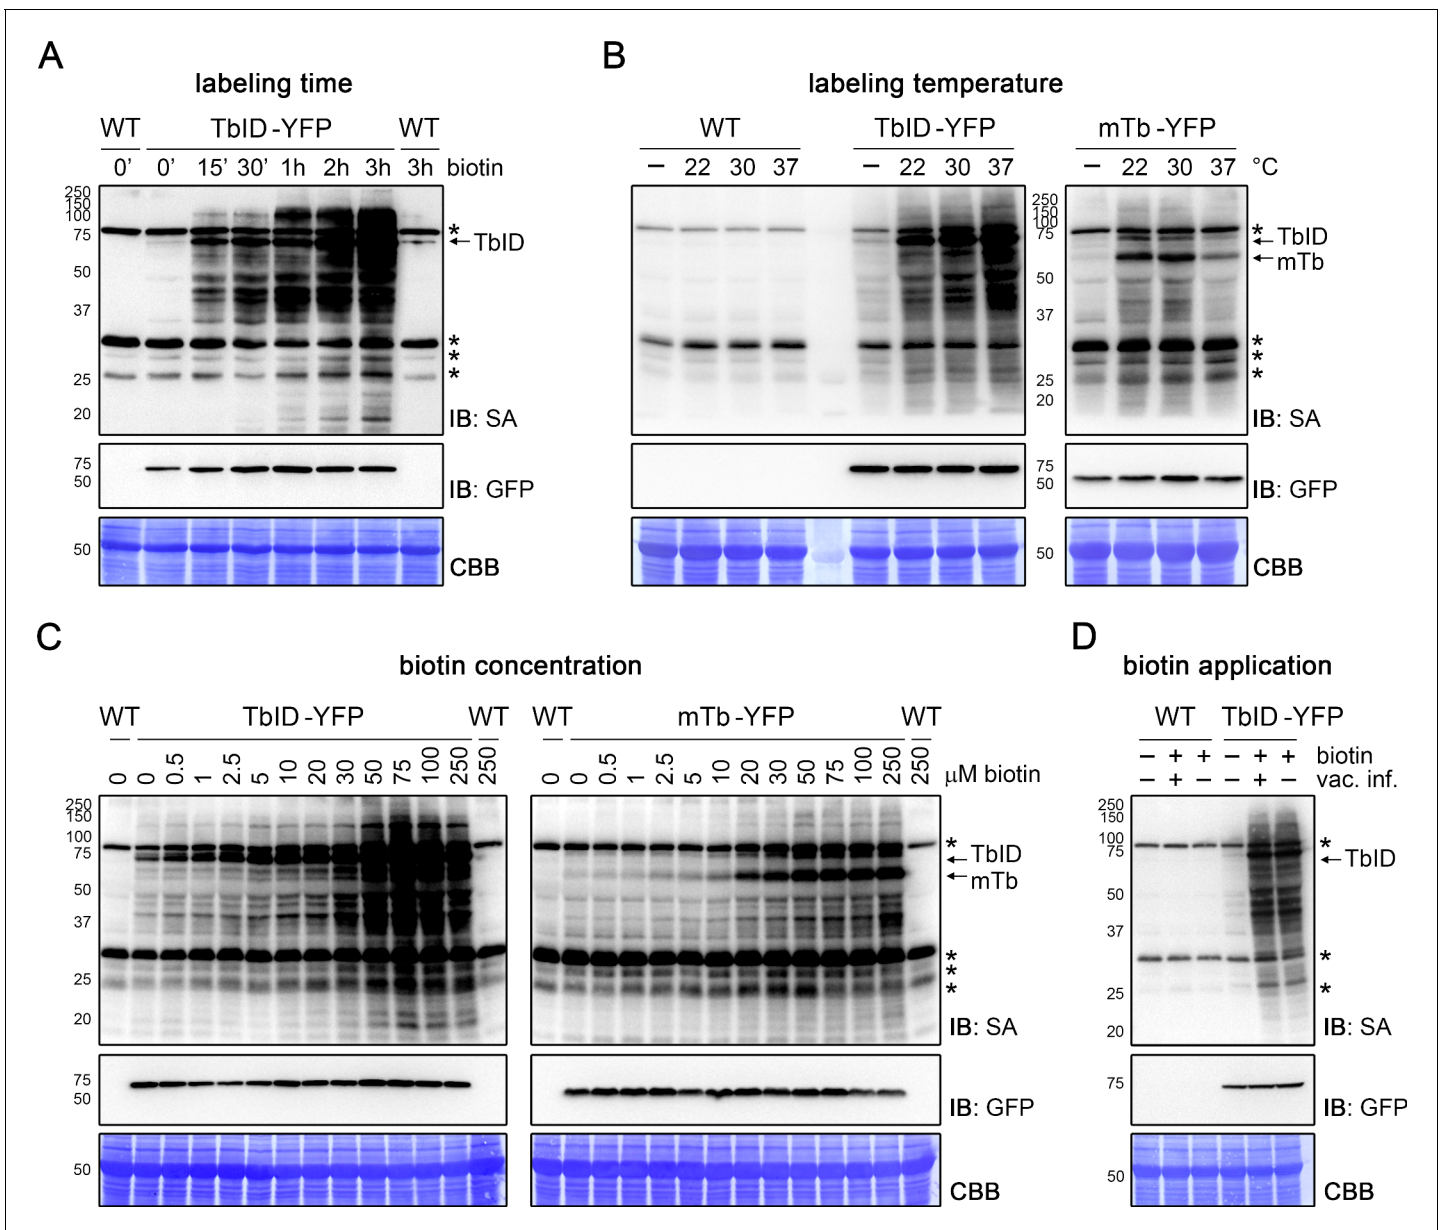 A
labeling time
WT TbID-YFP WT
0' 0' 15' 30' 1h 2h 3h 3h biotin
250
150
100
75
50
37
25
20
*
TbID
*
*
*
IB: SA
75
50
IB: GFP
50
CBB
B
labeling temperature
WT TbID-YFP mTb-YFP
– 22 30 37 – 22 30 37 – 22 30 37 °C
250
150
100
75
50
37
25
20
*
TbID
mTb
*
*
*
IB: SA
75
50
IB: GFP
50
CBB
C
biotin concentration
WT TbID-YFP WT WT mTb-YFP WT
0 0 0.5 1 2.5 5 10 20 30 50 75 100 250 250 0 0 0.5 1 2.5 5 10 20 30 50 75 100 250 250 μM biotin
250
150
100
75
50
37
25
20
*
TbID
mTb
*
*
*
IB: SA
75
50
IB: GFP
50
CBB
D
biotin application
WT TbID-YFP
– + + – + + biotin
– + – – + – vac. inf.
250
150
100
75
50
37
25
20
*
TbID
*
*
IB: SA
75
IB: GFP
50
CBB